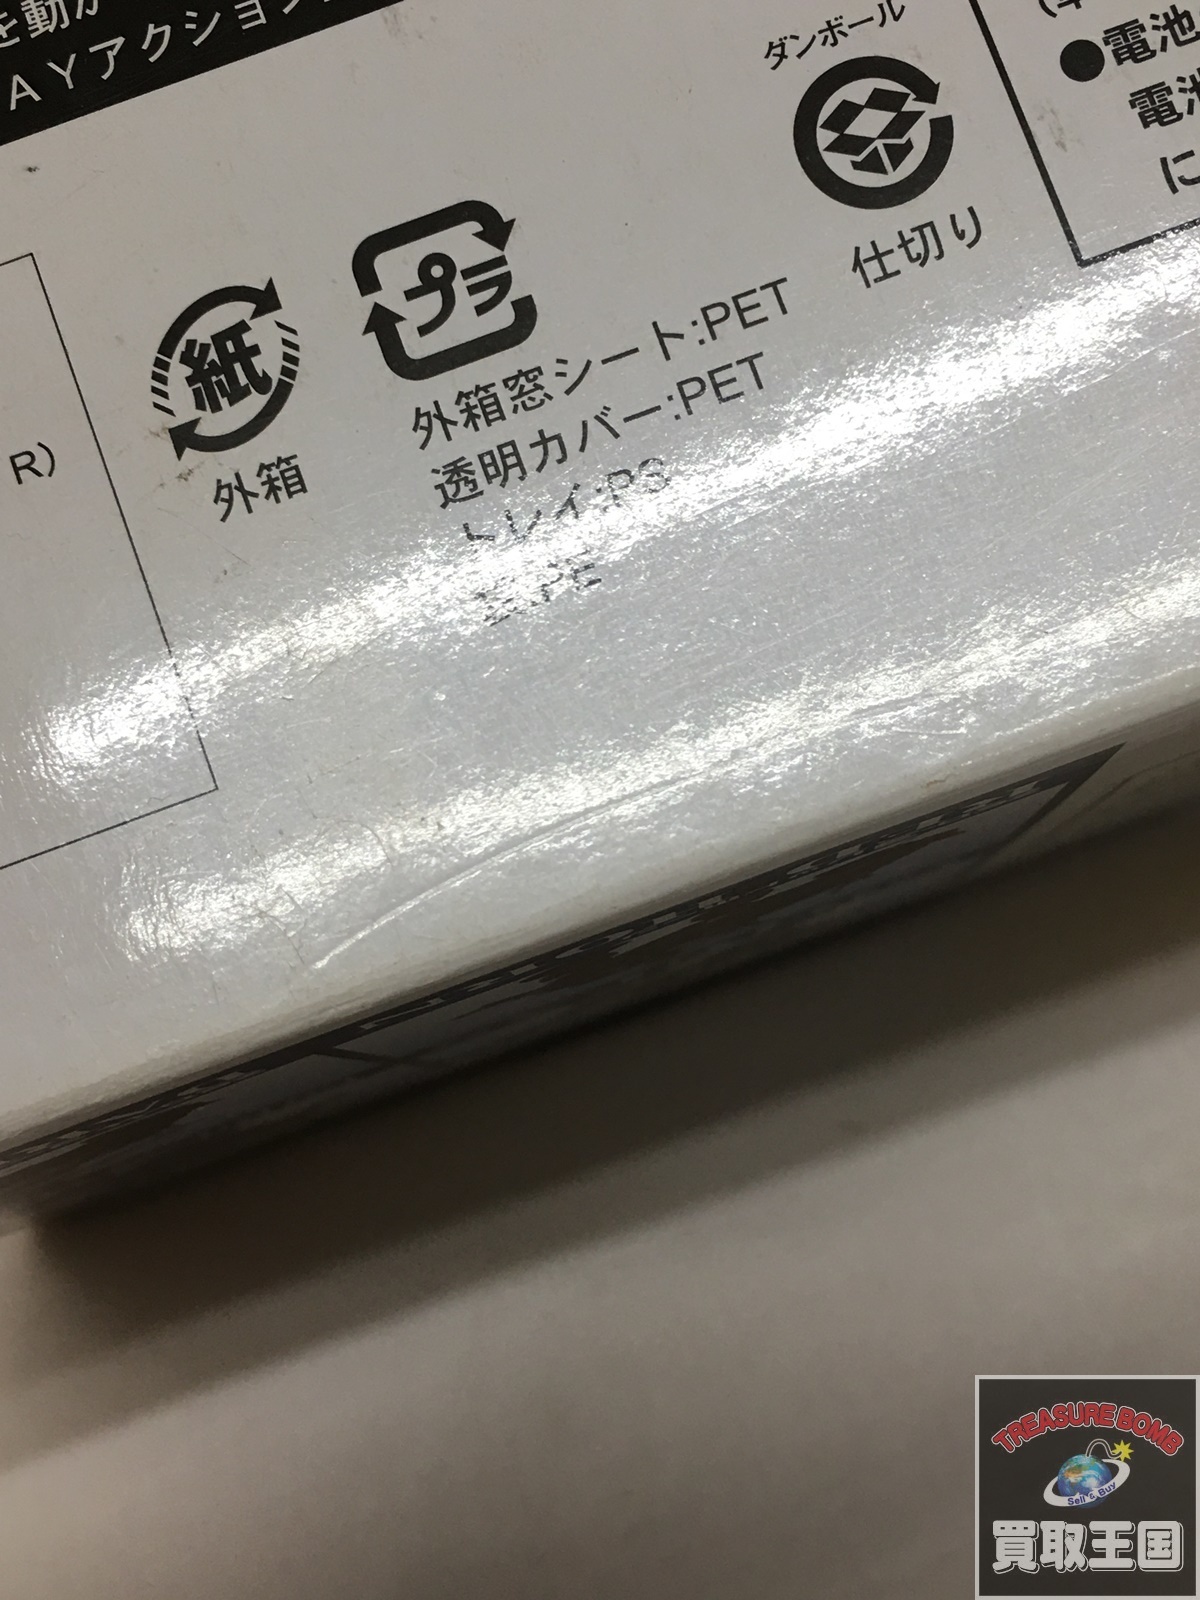 を動か
AYアクション
ダンボール
仕切り
●電池
電池
に
紙
外箱
プラ
外箱窓シート:PET
透明カバー:PET
トレイ:PS
R)
TREASURE BOMB
Sell & Buy
買取王国